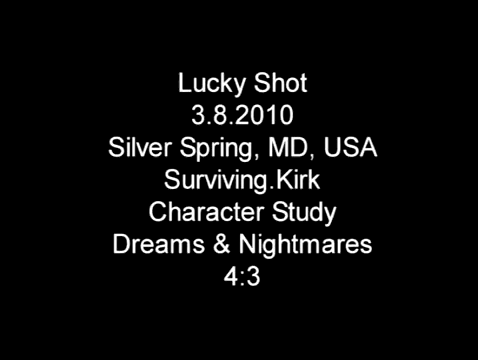 Lucky Shot
3.8.2010
Silver Spring, MD, USA
Surviving.Kirk
Character Study
Dreams & Nightmares
4:3